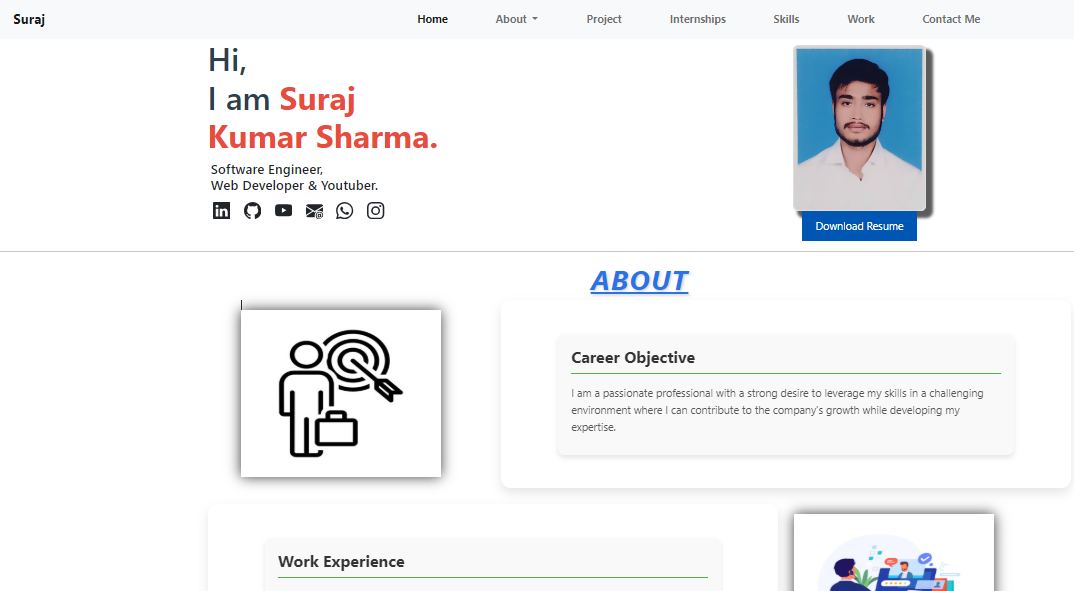 Suraj
Home About Project Internships Skills Work Contact Me
Hi,
I am Suraj
Kumar Sharma.
Software Engineer,
Web Developer & Youtuber.
Download Resume
ABOUT
Career Objective
I am a passionate professional with a strong desire to leverage my skills in a challenging
environment where I can contribute to the company's growth while developing my
expertise.
Work Experience